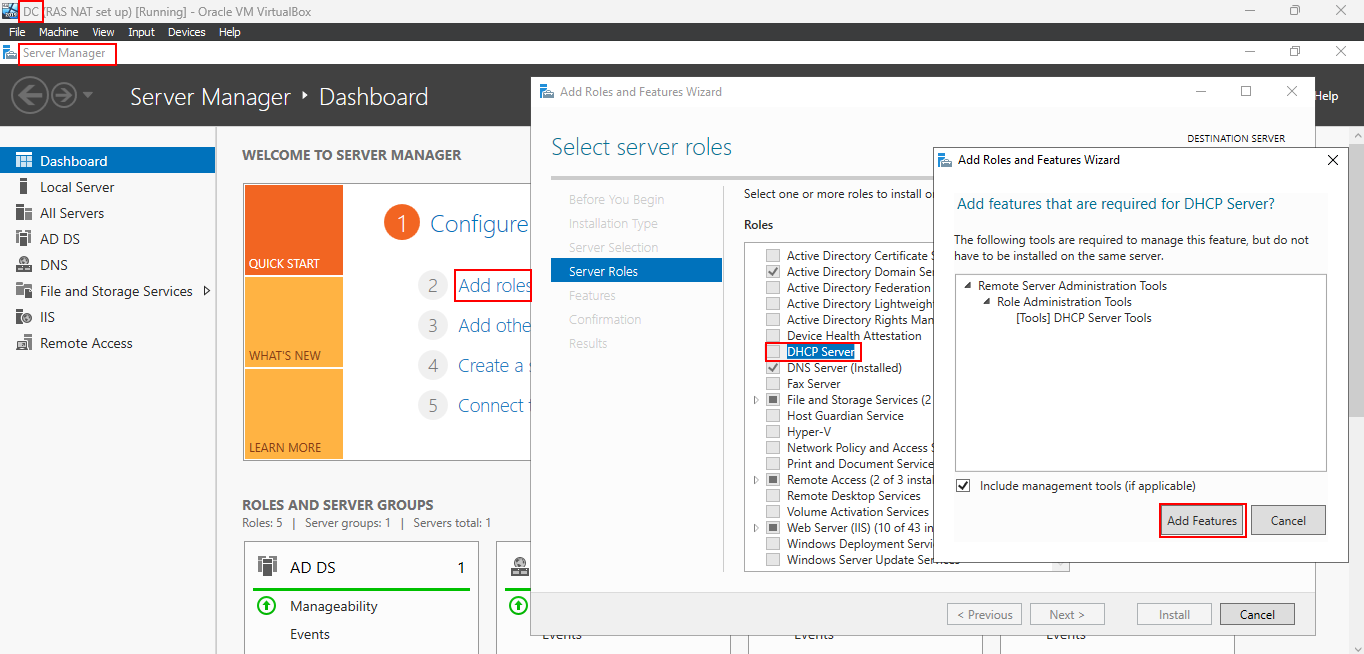 DC (RAS NAT set up) [Running] - Oracle VM VirtualBox
File Machine View Input Devices Help
Server Manager
Server Manager ‣ Dashboard
Help
Dashboard
Local Server
All Servers
AD DS
DNS
File and Storage Services
IIS
Remote Access
WELCOME TO SERVER MANAGER
QUICK START
WHAT'S NEW
LEARN MORE
1 Configure
2 Add roles
3 Add othe
4 Create a s
5 Connect t
ROLES AND SERVER GROUPS
Roles: 5 | Server groups: 1 | Servers total: 1
AD DS 1
Manageability
Events
Events
Events
Events
Add Roles and Features Wizard
Select server roles
DESTINATION SERVER
Before You Begin
Installation Type
Server Selection
Server Roles
Features
Confirmation
Results
Select one or more roles to install o
Roles
Active Directory Certificate S
Active Directory Domain Se
Active Directory Federation
Active Directory Lightweight
Active Directory Rights Man
Device Health Attestation
DHCP Server
DNS Server (Installed)
Fax Server
File and Storage Services (2
Host Guardian Service
Hyper-V
Network Policy and Access S
Print and Document Service
Remote Access (2 of 3 instal
Remote Desktop Services
Volume Activation Services
Web Server (IIS) (10 of 43 in
Windows Deployment Servi
Windows Server Update Services
< Previous Next > Install Cancel
Add Roles and Features Wizard
Add features that are required for DHCP Server?
The following tools are required to manage this feature, but do not
have to be installed on the same server.
Remote Server Administration Tools
Role Administration Tools
[Tools] DHCP Server Tools
Include management tools (if applicable)
Add Features Cancel